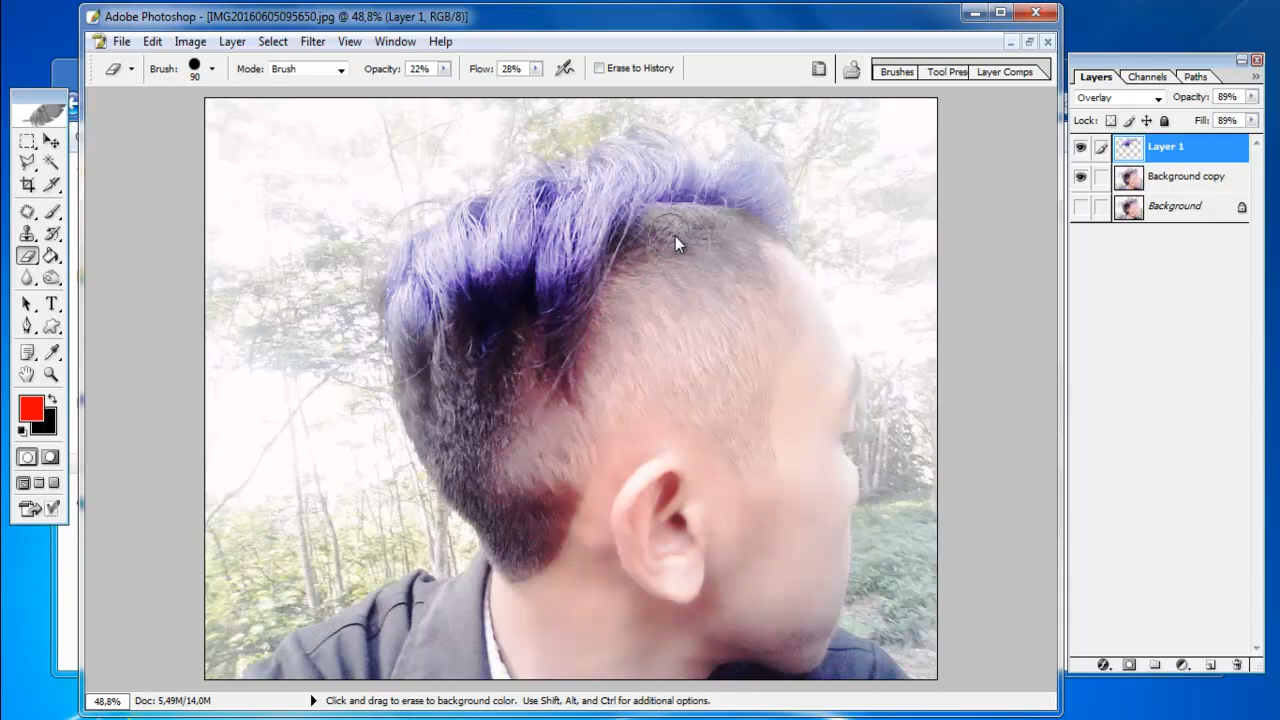 Adobe Photoshop - [IMG20160605095650.jpg @ 48,8% (Layer 1, RGB/8)]
File Edit Image Layer Select Filter View Window Help
Brush: 90 Mode: Brush Opacity: 22% Flow: 28% Erase to History Brushes Tool Pres Layer Comps
Layers Channels Paths
Overlay Opacity: 89%
Lock: Fill: 89%
Layer 1
Background copy
Background
T
48,8% Doc: 5,49M/14,0M Click and drag to erase to background color. Use Shift, Alt, and Ctrl for additional options.